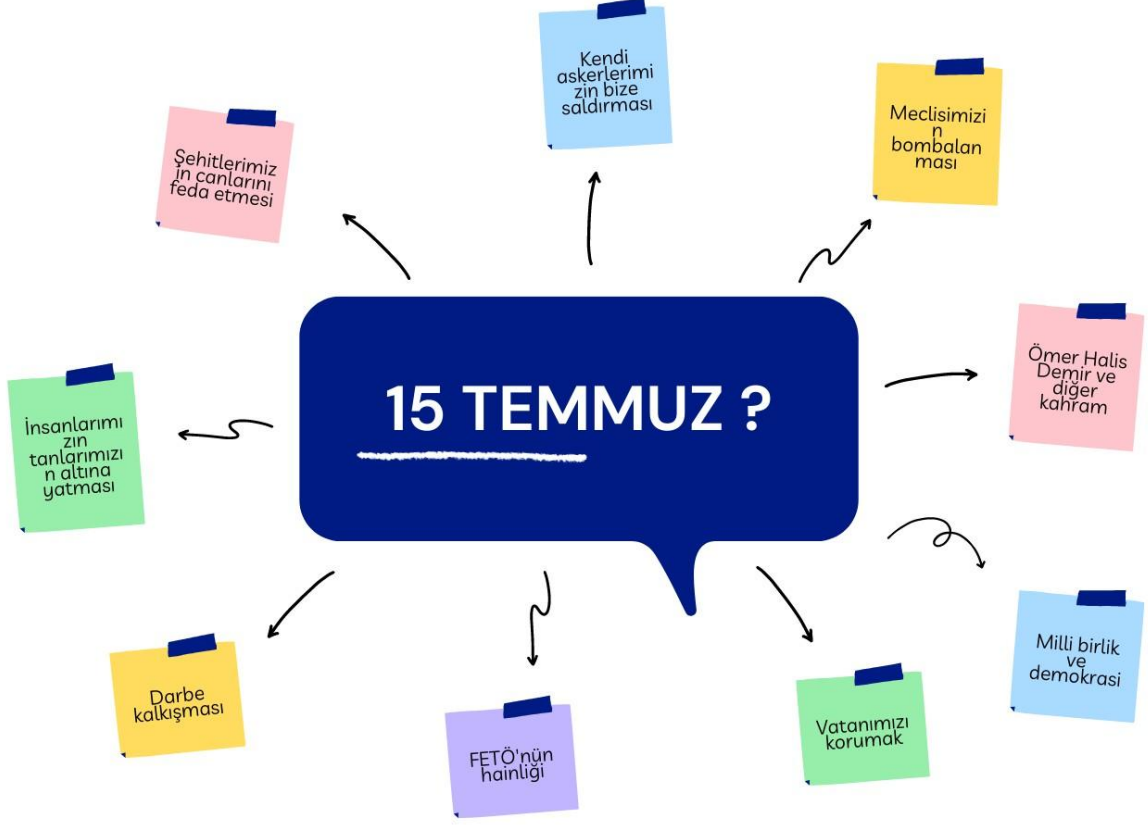 Kendi
askerlerimi
zin bize
saldırması
Meclisimizi
n
bombalan
ması
Şehitlerimiz
in canlarını
feda etmesi
15 TEMMUZ ?
Ömer Halis
Demir ve
diğer
kahram
İnsanlarımı
zın
tanlarımızı
n altına
yatması
Milli birlik
ve
demokrasi
Darbe
kalkışması
FETÖ'nün
hainliği
Vatanımızı
korumak